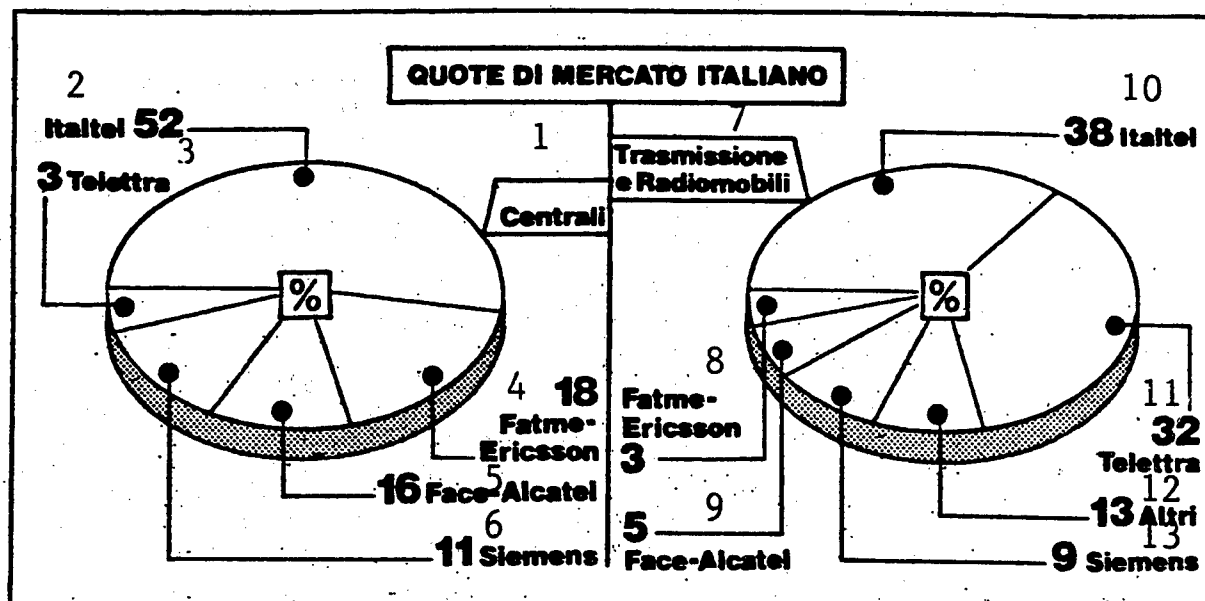 QUOTE DI MERCATO ITALIANO
2
Italtel 52
3
3 Telettra
1
Centrali
%
4
18
Fatme-
Ericsson
5
16 Face-Alcatel
6
11 Siemens
7
Trasmissione
e Radiomobili
10
38 Italtel
%
8
Fatme-
Ericsson
3
9
5
Face-Alcatel
11
32
Telettra
12
13 Altri
13
9 Siemens